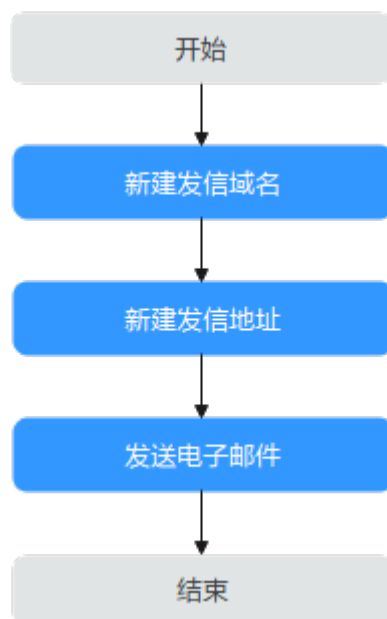 开始
新建发信域名
新建发信地址
发送电子邮件
结束